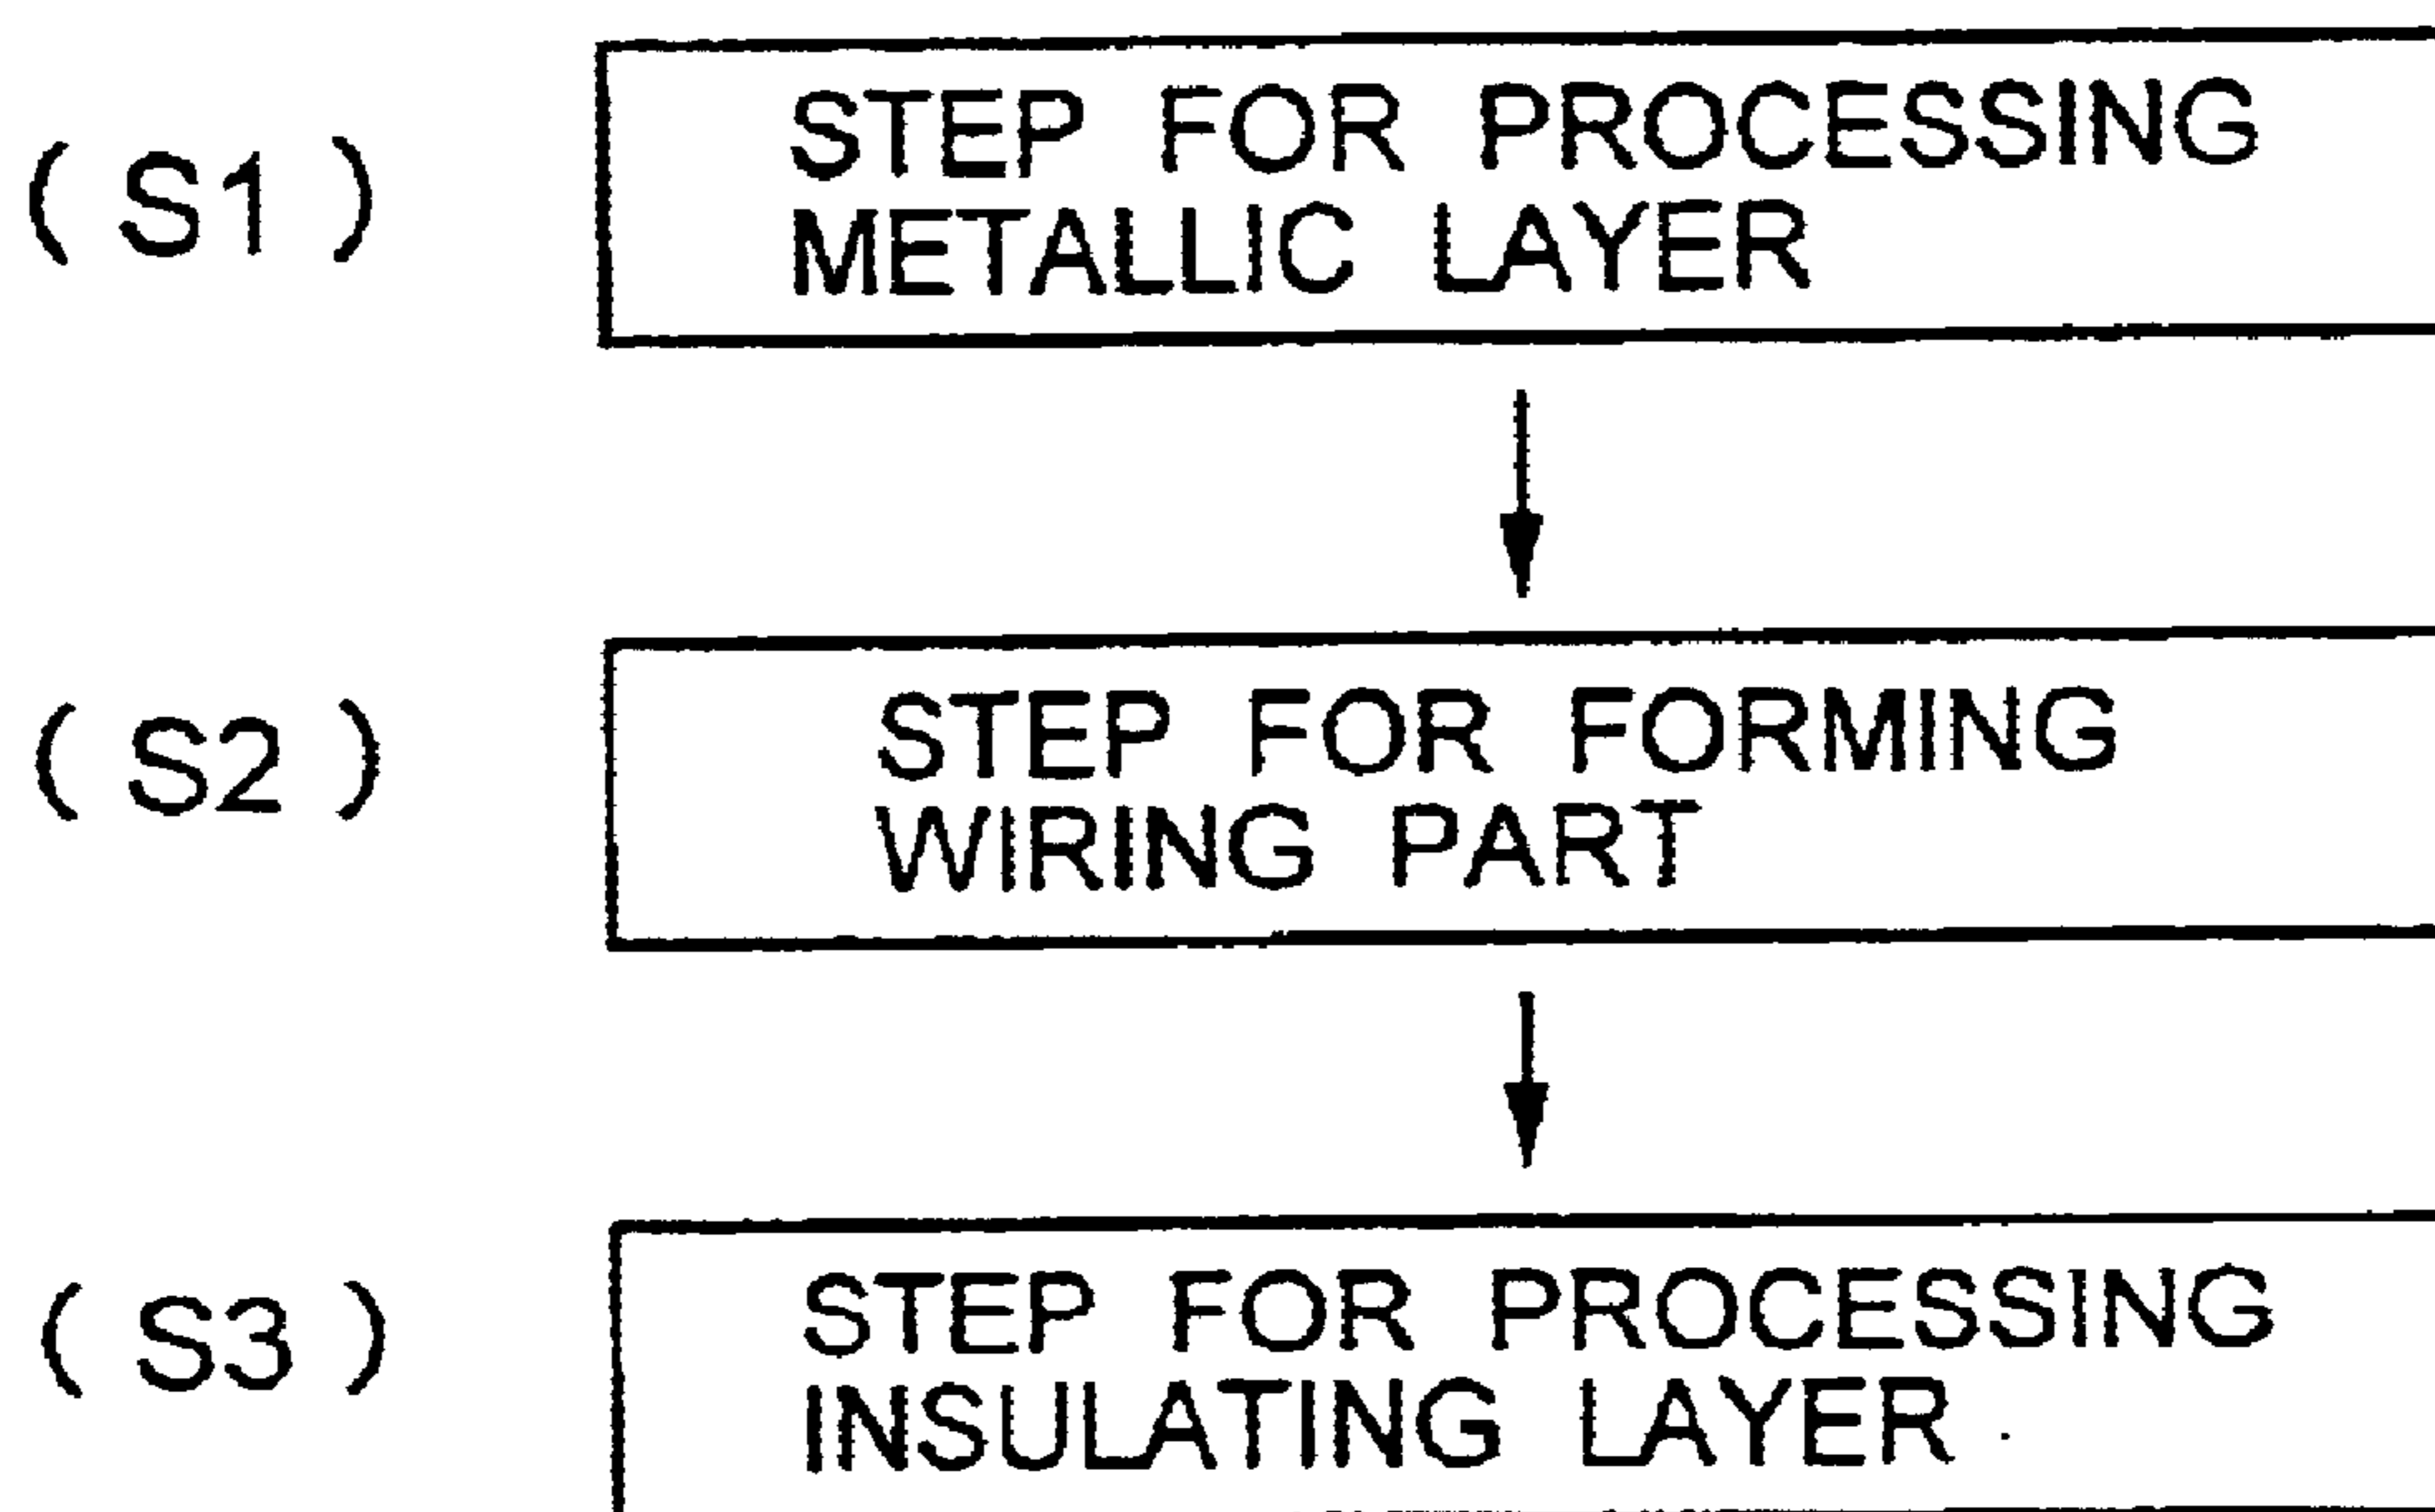 (S1) STEP FOR PROCESSING
METALLIC LAYER
(S2) STEP FOR FORMING
WIRING PART
(S3) STEP FOR PROCESSING
INSULATING LAYER